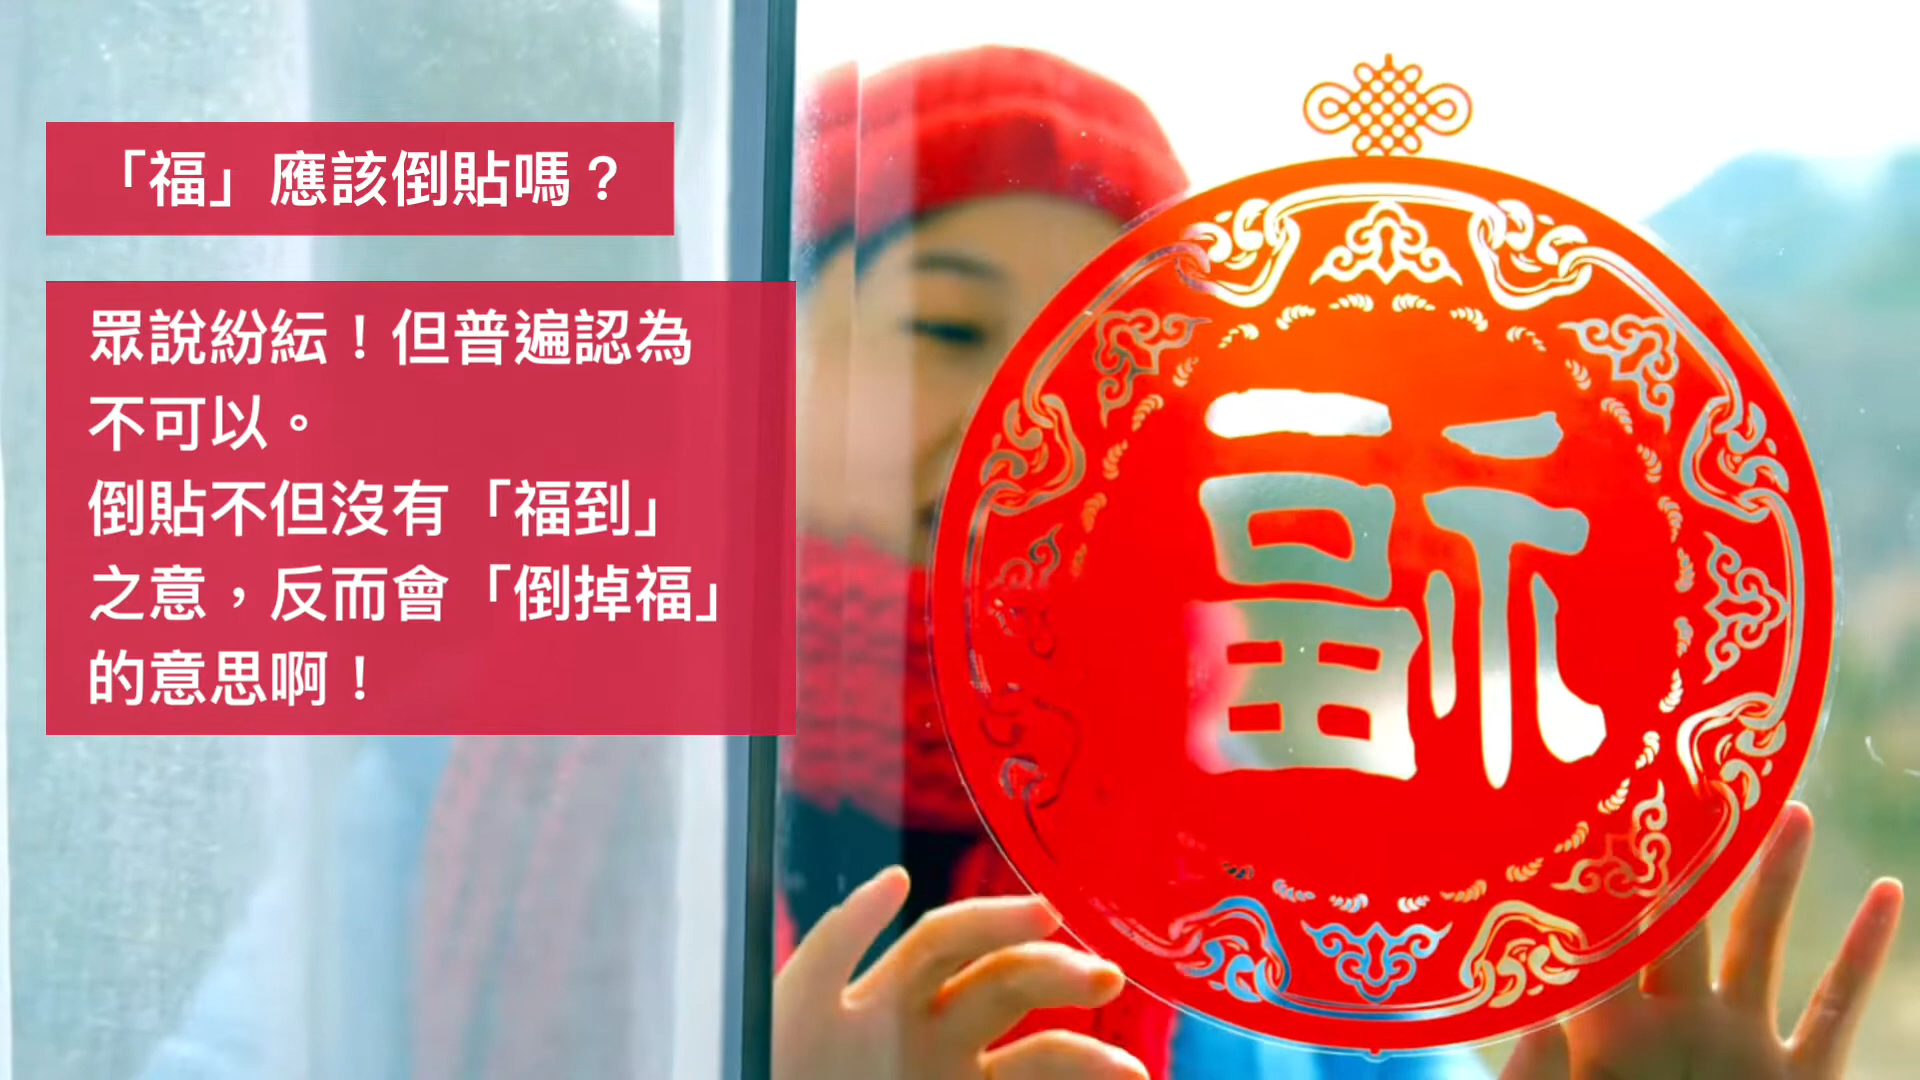 「福」應該倒貼嗎？
眾說紛紜！但普遍認為
不可以。
倒貼不但沒有「福到」
之意，反而會「倒掉福」
的意思啊！
福